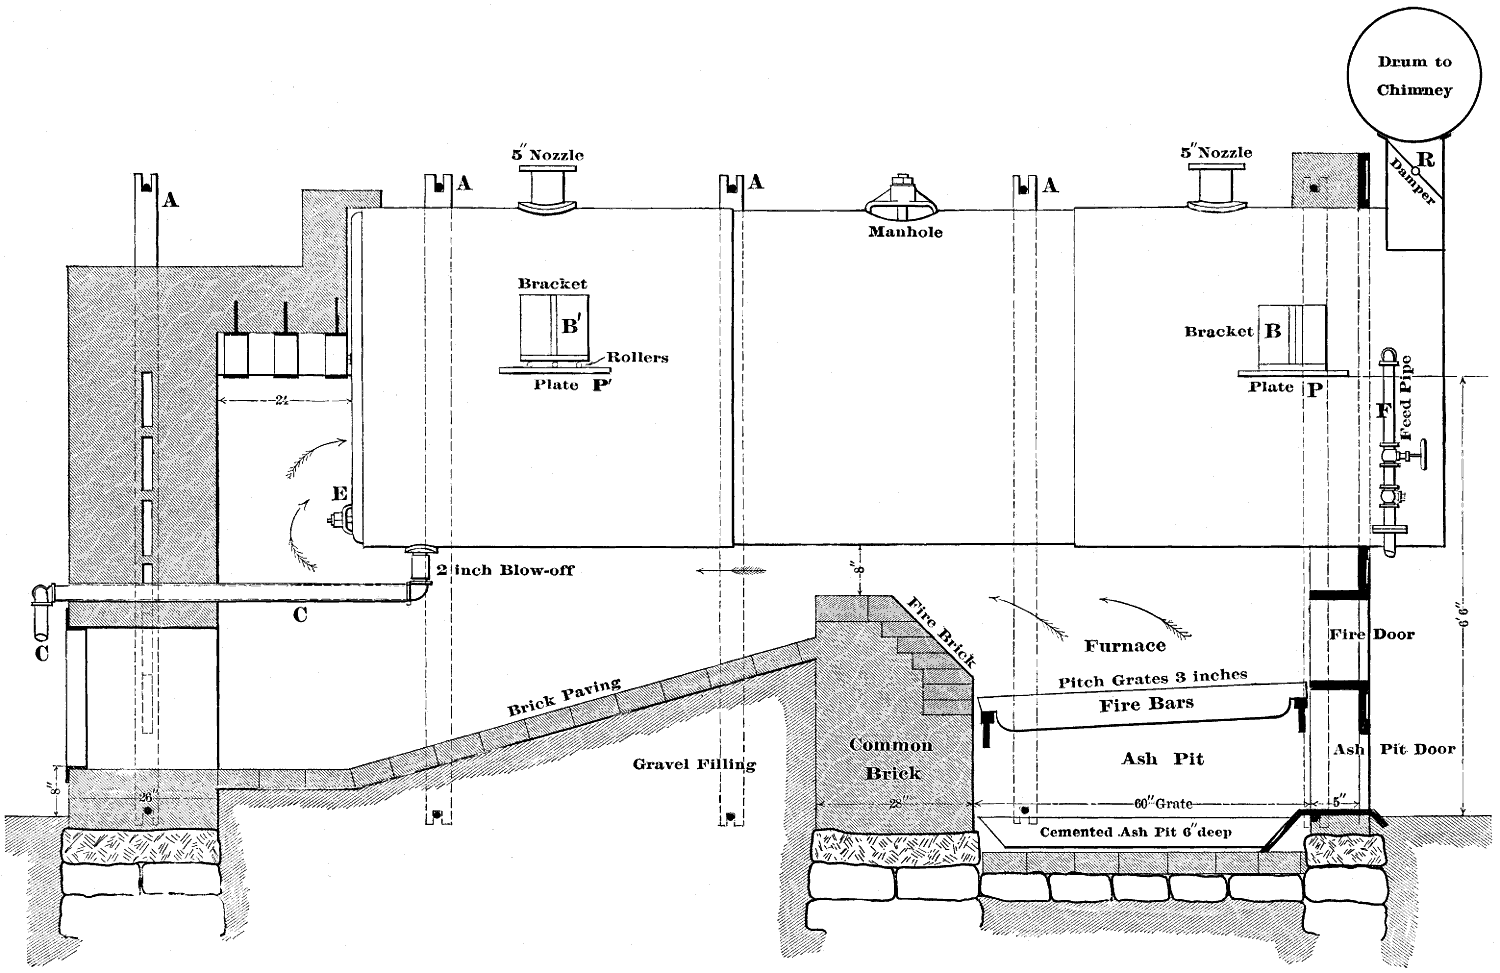 Drum to
Chimney
R
Damper
5" Nozzle
5" Nozzle
A
A
A
A
Manhole
Bracket
B'
Rollers
Plate P'
Bracket B
Plate P
F
Feed Pipe
24
E
2 inch Blow-off
8"
C
C
Fire Brick
Furnace
Fire Door
6'6"
Pitch Grates 3 inches
Fire Bars
Brick Paving
Common
Brick
Gravel Filling
Ash Pit
Ash Pit Door
8"
26"
28"
60" Grate
5"
Cemented Ash Pit 6" deep